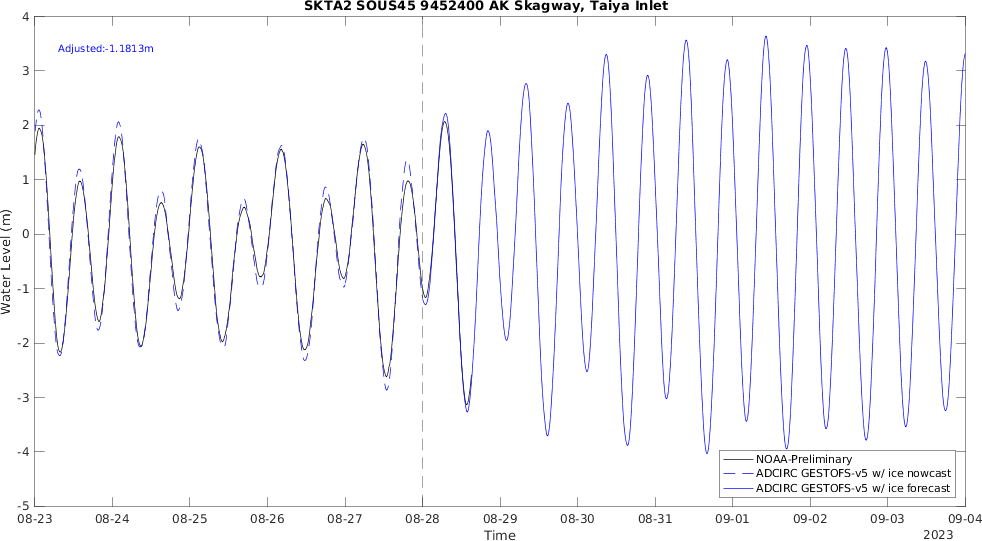 SKTA2 SOUS45 9452400 AK Skagway, Taiya Inlet
Adjusted:-1.1813m
4
3
2
1
0
-1
-2
-3
-4
-5
Water Level (m)
NOAA-Preliminary
ADCIRC GESTOFS-v5 w/ ice nowcast
ADCIRC GESTOFS-v5 w/ ice forecast
08-23 08-24 08-25 08-26 08-27 08-28 08-29 08-30 08-31 09-01 09-02 09-03 09-04
Time
2023